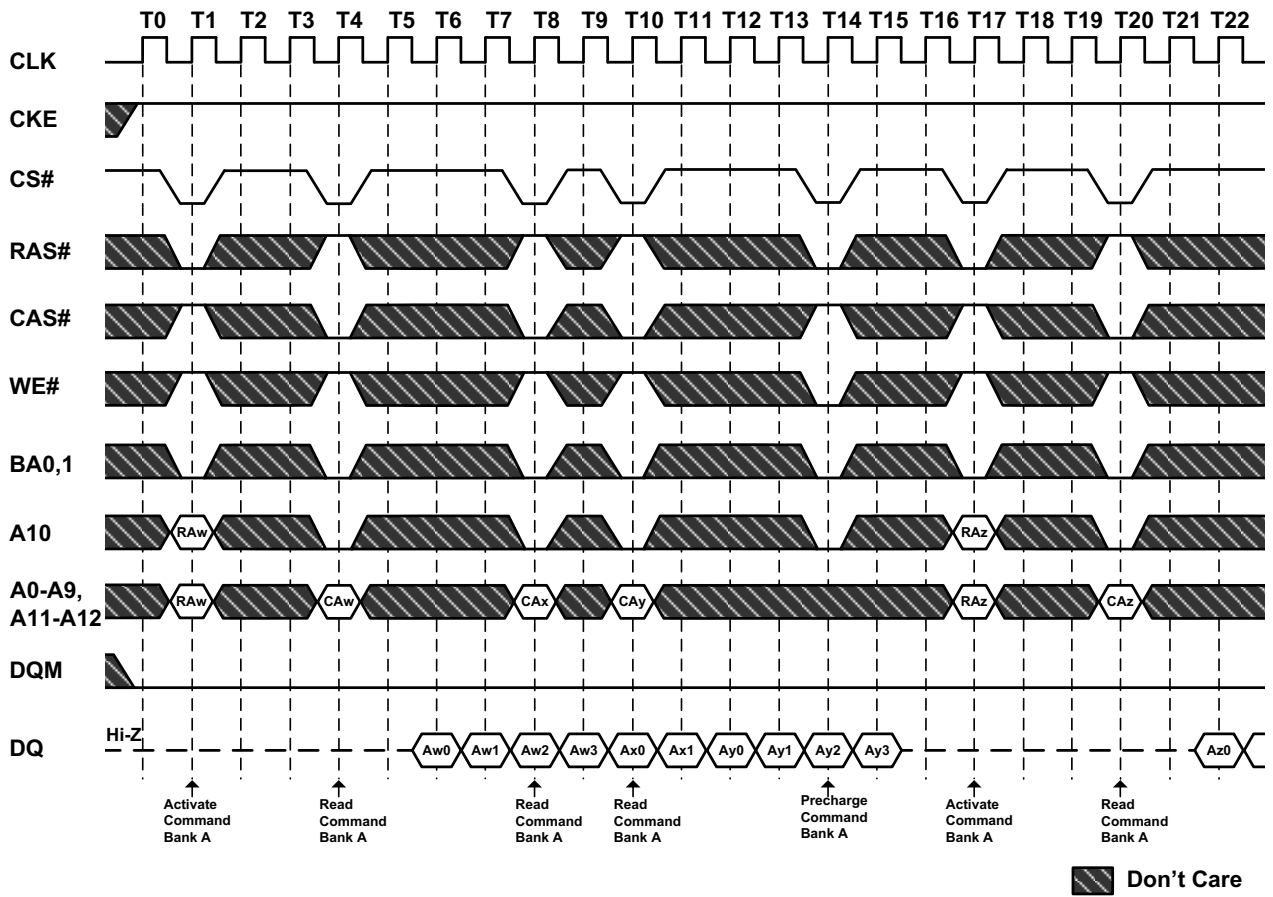 T0 T1 T2 T3 T4 T5 T6 T7 T8 T9 T10 T11 T12 T13 T14 T15 T16 T17 T18 T19 T20 T21 T22
CLK
CKE
CS#
RAS#
CAS#
WE#
BA0,1
A10 RAw RAz
A0-A9,
A11-A12 RAw CAw CAx CAy RAz CAz
DQM
DQ Hi-Z Aw0 Aw1 Aw2 Aw3 Ax0 Ax1 Ay0 Ay1 Ay2 Ay3 Az0
Activate
Command
Bank A
Read
Command
Bank A
Read
Command
Bank A
Read
Command
Bank A
Precharge
Command
Bank A
Activate
Command
Bank A
Read
Command
Bank A
Don't Care